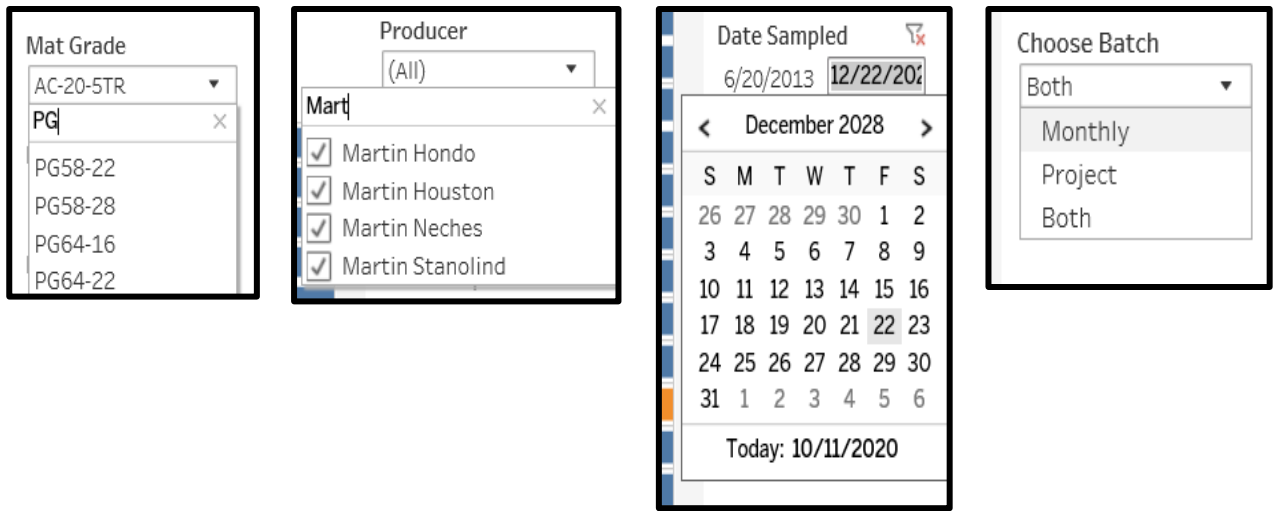 Mat Grade
AC-20-5TR
PG
PG58-22
PG58-28
PG64-16
PG64-22
Producer
(All)
Mart
Martin Hondo
Martin Houston
Martin Neches
Martin Stanolind
Date Sampled
6/20/2013 12/22/202
December 2028
S M T W T F S
26 27 28 29 30 1 2
3 4 5 6 7 8 9
10 11 12 13 14 15 16
17 18 19 20 21 22 23
24 25 26 27 28 29 30
31 1 2 3 4 5 6
Today: 10/11/2020
Choose Batch
Both
Monthly
Project
Both